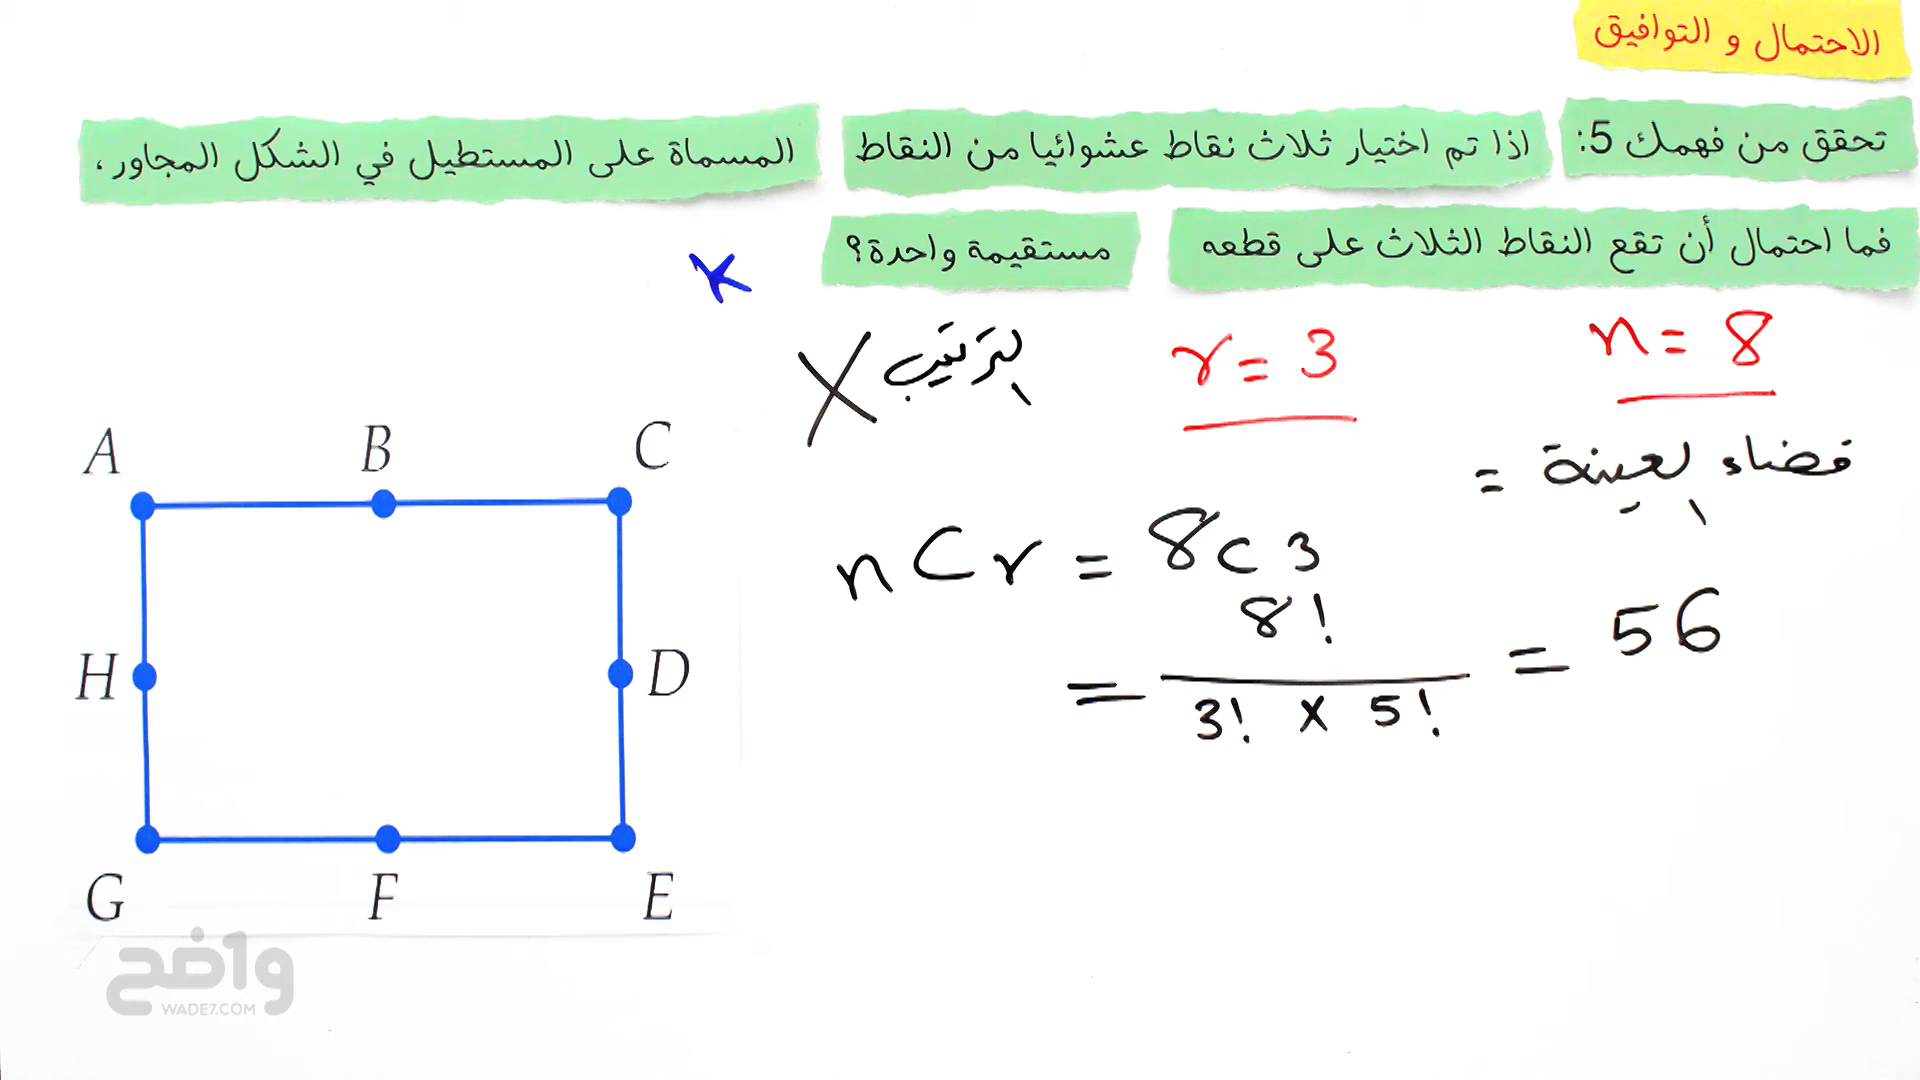 الاحتمال و التوافيق
تحقق من فهمك 5: اذا تم اختيار ثلاث نقاط عشوائيا من النقاط المسماة على المستطيل في الشكل المجاور،
فما احتمال أن تقع النقاط الثلاث على قطعه مستقيمة واحدة؟
n = 8
r = 3
الترتيب X
فضاء العينة =
nCr = 8C3
= 8! / 3! × 5! = 56
A B C
H D
G F E
واضح
WADE7.COM